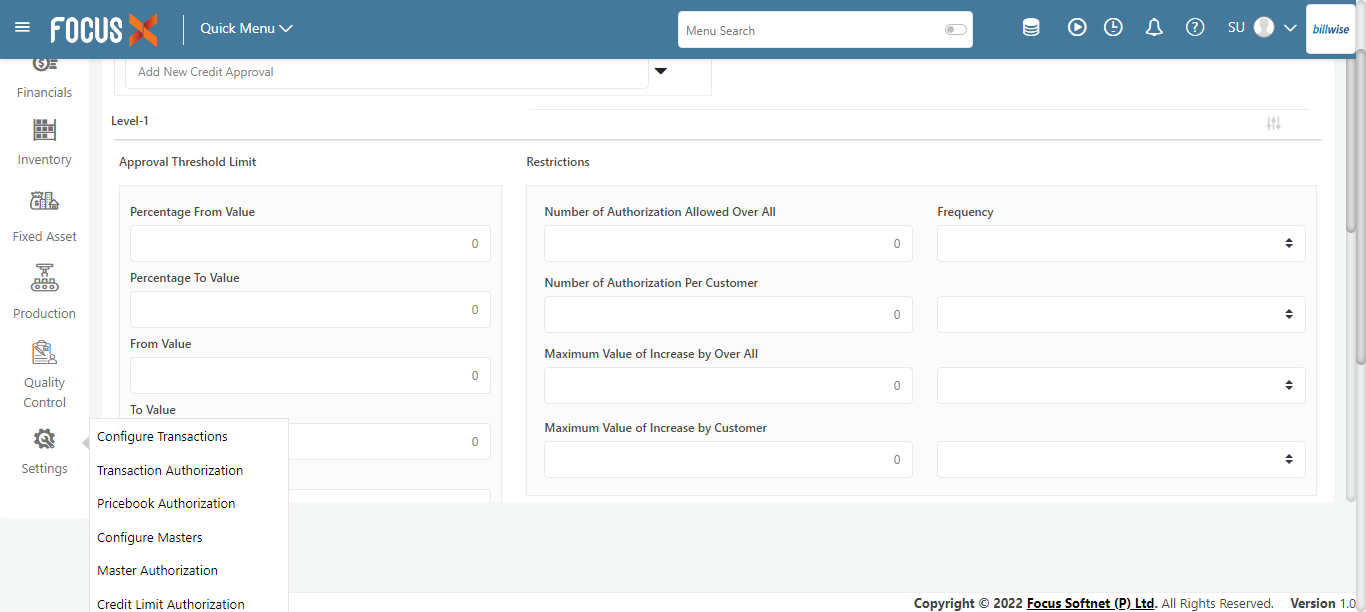 FOCUS X
Quick Menu
Menu Search
SU
billwise
Financials
Inventory
Fixed Asset
Production
Quality
Control
Settings
Add New Credit Approval
Level-1
Approval Threshold Limit
Percentage From Value
0
Percentage To Value
0
From Value
0
To Value
0
Restrictions
Number of Authorization Allowed Over All
Frequency
0
Number of Authorization Per Customer
0
Maximum Value of Increase by Over All
0
Maximum Value of Increase by Customer
0
Configure Transactions
Transaction Authorization
Pricebook Authorization
Configure Masters
Master Authorization
Credit Limit Authorization
Copyright © 2022 Focus Softnet (P) Ltd. All Rights Reserved. Version 1.0